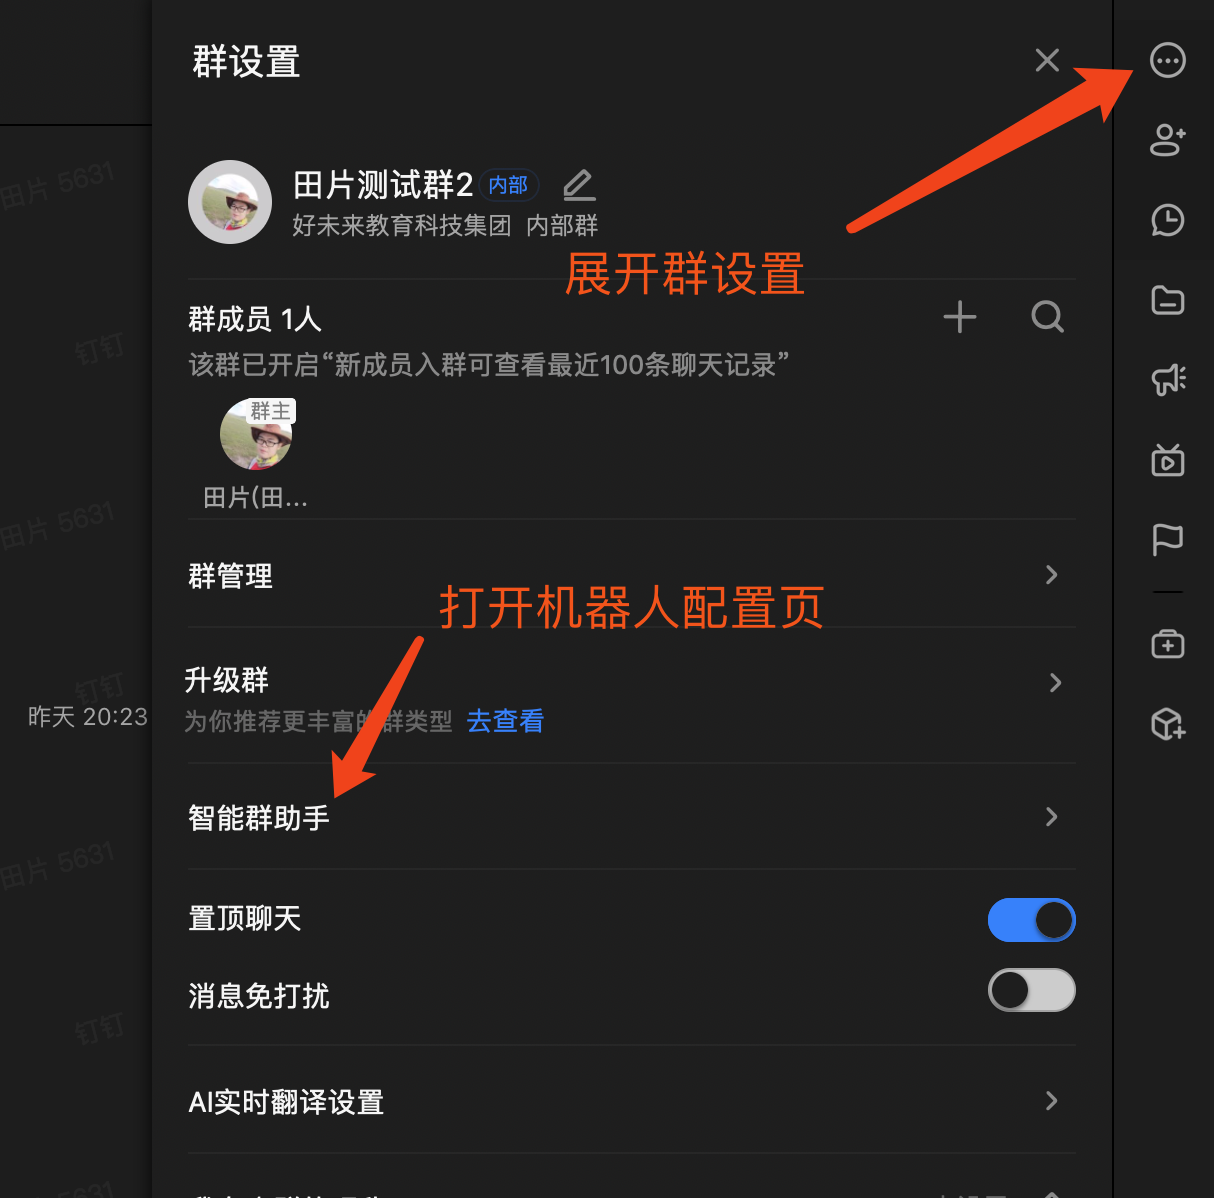 群设置
田片 5631
田片测试群2 内部
好未来教育科技集团 内部群
展开群设置
群成员 1人
钉钉
该群已开启“新成员入群可查看最近100条聊天记录”
群主
田片(田...
田片 5631
群管理
打开机器人配置页
升级群
钉钉
昨天 20:23
为你推荐更丰富的群类型 去查看
智能群助手
田片 5631
置顶聊天
消息免打扰
钉钉
AI实时翻译设置
5631